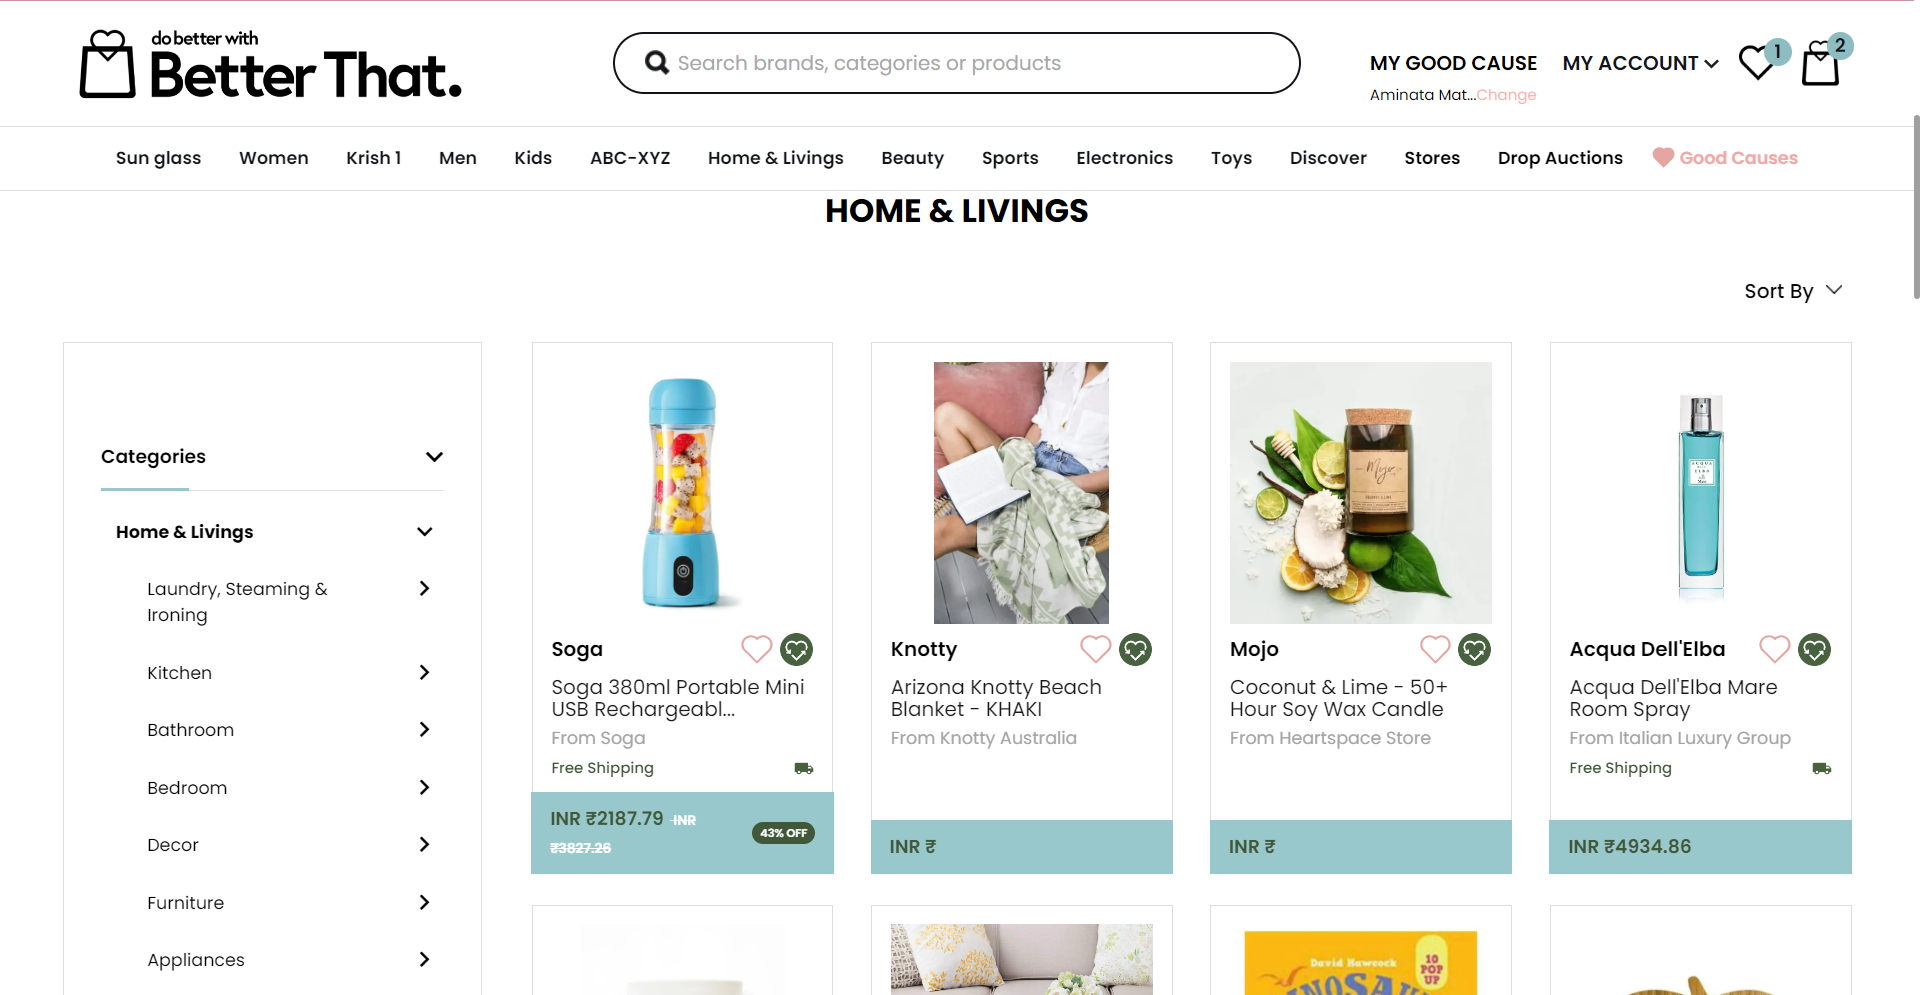 do better with
Better That.
Search brands, categories or products
MY GOOD CAUSE
Aminata Mat...Change
MY ACCOUNT
1
2
Sun glass
Women
Krish 1
Men
Kids
ABC-XYZ
Home & Livings
Beauty
Sports
Electronics
Toys
Discover
Stores
Drop Auctions
Good Causes
HOME & LIVINGS
Sort By
Categories
Home & Livings
Laundry, Steaming &
Ironing
Kitchen
Bathroom
Bedroom
Decor
Furniture
Appliances
Soga
Soga 380ml Portable Mini
USB Rechargeabl...
From Soga
Free Shipping
INR ₹2187.79 INR
₹3827.26
43% OFF
Knotty
Arizona Knotty Beach
Blanket - KHAKI
From Knotty Australia
INR ₹
Mojo
Mojo
Coconut & Lime - 50+
Hour Soy Wax Candle
From Heartspace Store
INR ₹
ACQUA
ELBA
Acqua Dell'Elba
Acqua Dell'Elba Mare
Room Spray
From Italian Luxury Group
Free Shipping
INR ₹4934.86
David Hawcock
10
POP
UP